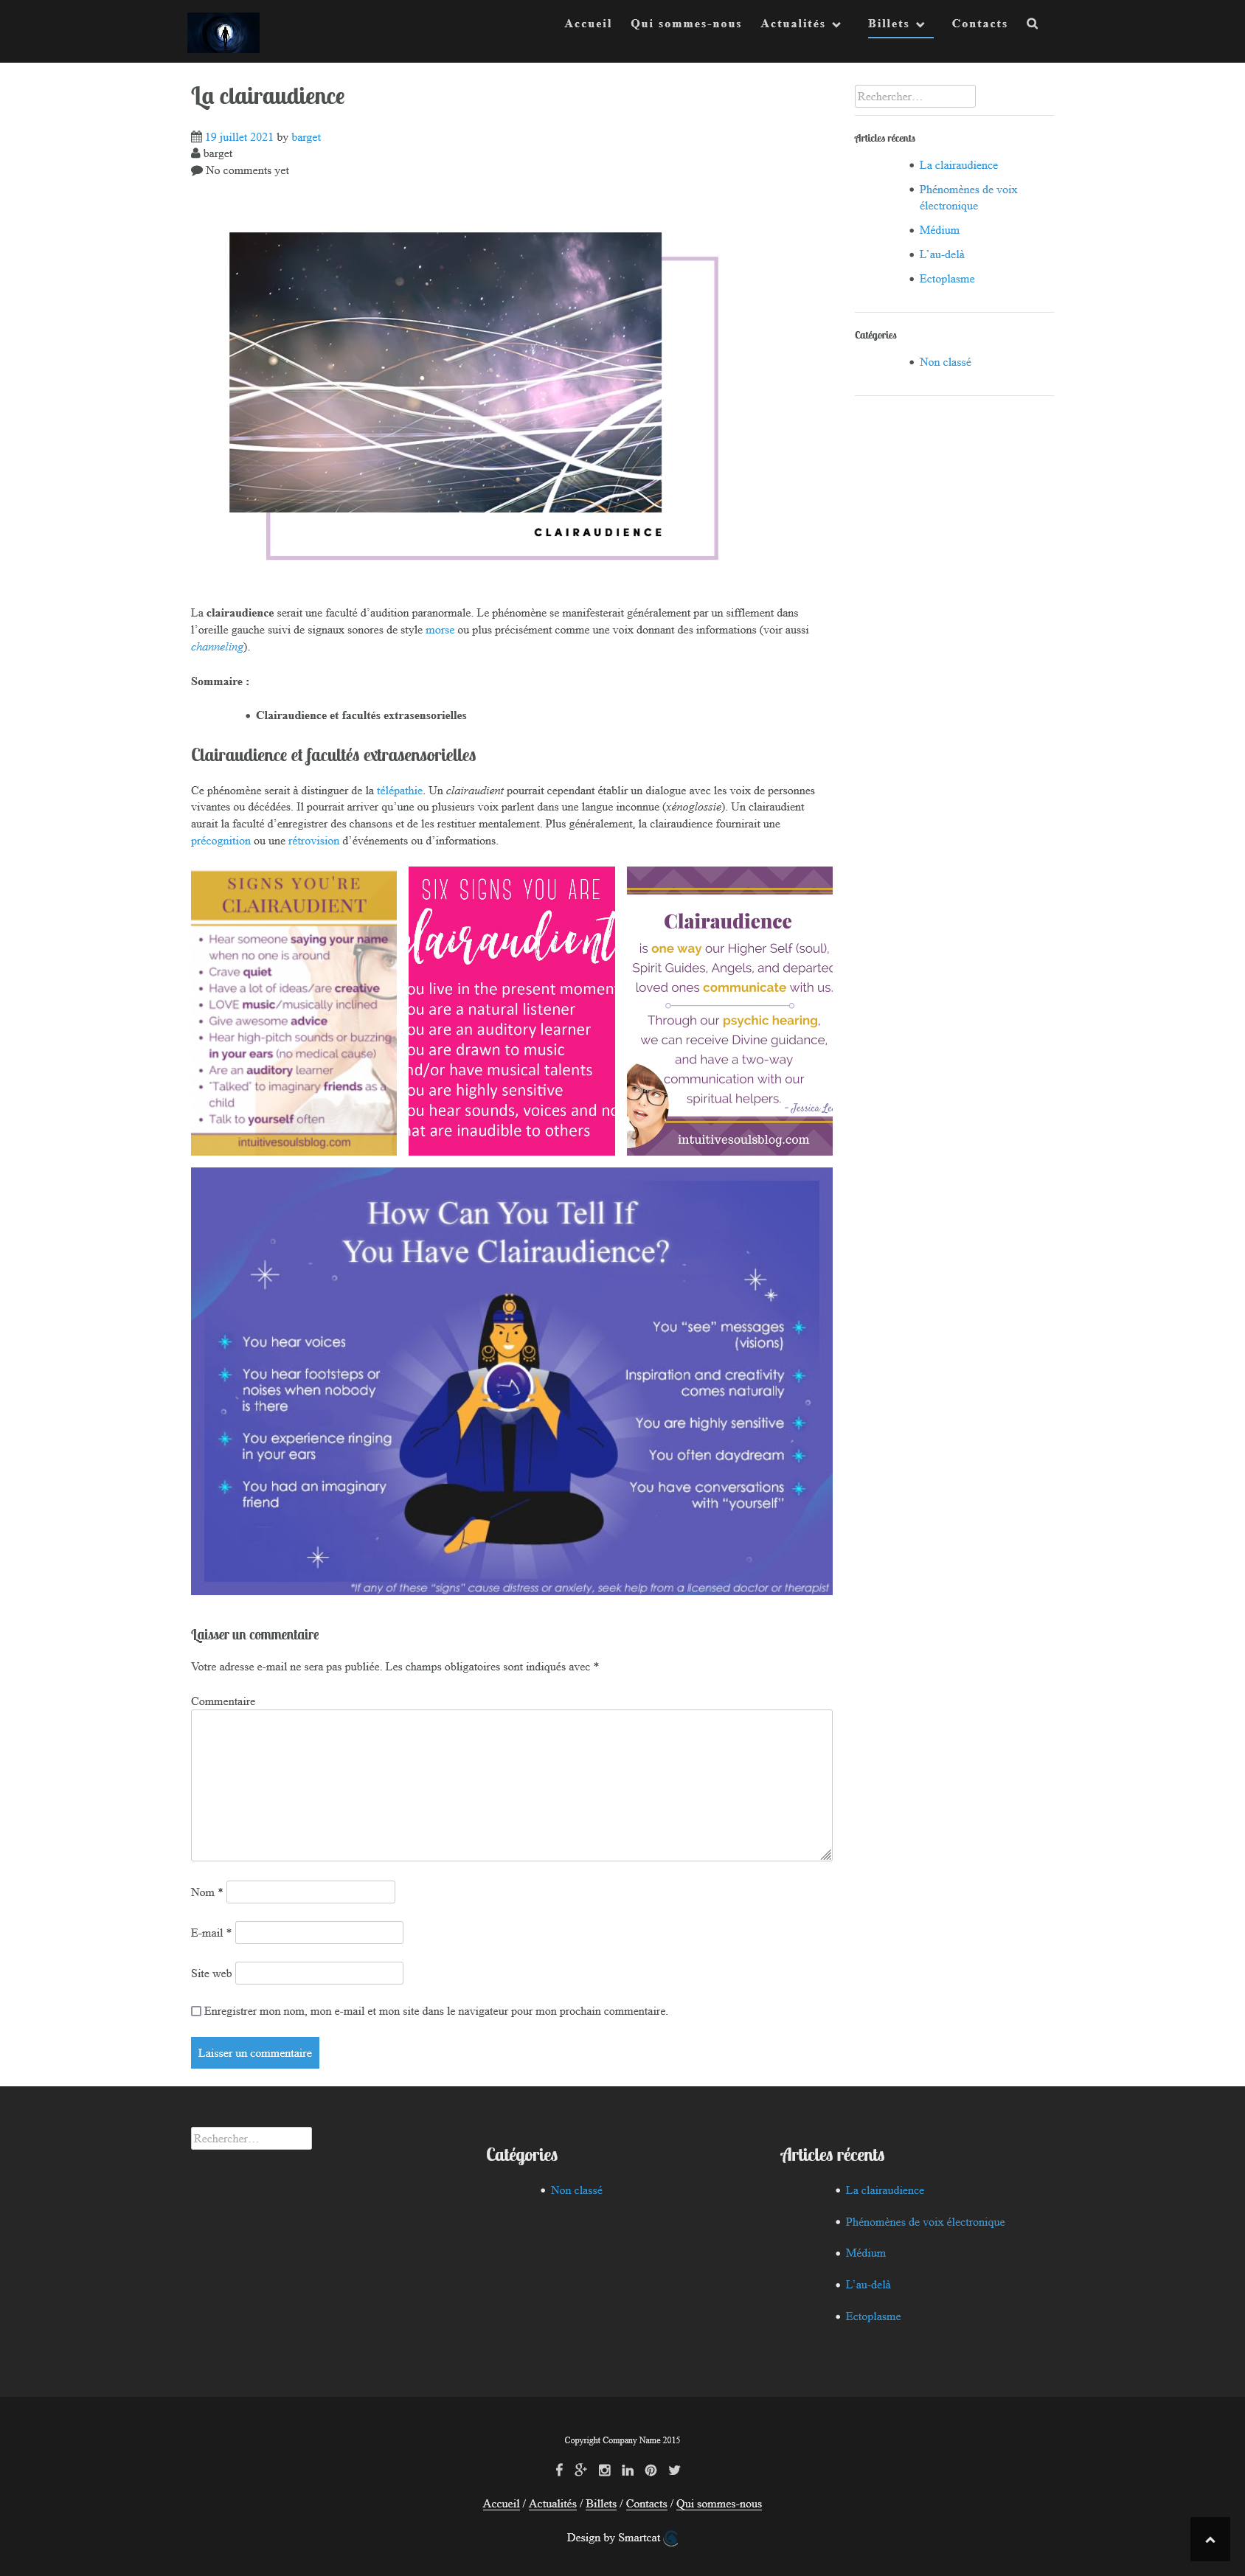 Accueil Qui sommes-nous Actualités Billets Contacts
La clairaudience
19 juillet 2021 by barget
barget
No comments yet
CLAIRAUDIENCE
La clairaudience serait une faculté d’audition paranormale. Le phénomène se manifesterait généralement par un sifflement dans
l’oreille gauche suivi de signaux sonores de style morse ou plus précisément comme une voix donnant des informations (voir aussi
channeling).
Sommaire :
Clairaudience et facultés extrasensorielles
Clairaudience et facultés extrasensorielles
Ce phénomène serait à distinguer de la télépathie. Un clairaudient pourrait cependant établir un dialogue avec les voix de personnes
vivantes ou décédées. Il pourrait arriver qu’une ou plusieurs voix parlent dans une langue inconnue (xénoglossie). Un clairaudient
aurait la faculté d’enregistrer des chansons et de les restituer mentalement. Plus généralement, la clairaudience fournirait une
précognition ou une rétrovision d’événements ou d’informations.
SIGNS YOU'RE
CLAIRAUDIENT
Hear someone saying your name
when no one is around
Crave quiet
Have a lot of ideas/are creative
LOVE music/musically inclined
Give awesome advice
Hear high-pitch sounds or buzzing
in your ears (no medical cause)
Are an auditory learner
"Talked" to imaginary friends as a
child
Talk to yourself often
intuitivesoulsblog.com
SIX SIGNS YOU ARE
clairaudient
ou live in the present momen
ou are a natural listener
ou are an auditory learner
ou are drawn to music
nd/or have musical talents
ou are highly sensitive
ou hear sounds, voices and no
hat are inaudible to others
Clairaudience
is one way our Higher Self (soul),
Spirit Guides, Angels, and departed
loved ones communicate with us.
Through our psychic hearing,
we can receive Divine guidance,
and have a two-way
communication with our
spiritual helpers.
- Jessica Le
intuitivesoulsblog.com
How Can You Tell If
You Have Clairaudience?
You hear voices
You hear footsteps or
noises when nobody
is there
You experience ringing
in your ears
You had an imaginary
friend
You “see” messages
(visions)
Inspiration and creativity
comes naturally
You are highly sensitive
You often daydream
You have conversations
with “yourself”
*If any of these “signs” cause distress or anxiety, seek help from a licensed doctor or therapist
Laisser un commentaire
Votre adresse e-mail ne sera pas publiée. Les champs obligatoires sont indiqués avec *
Commentaire
Nom *
E-mail *
Site web
Enregistrer mon nom, mon e-mail et mon site dans le navigateur pour mon prochain commentaire.
Laisser un commentaire
Rechercher…
Articles récents
La clairaudience
Phénomènes de voix
électronique
Médium
L’au-delà
Ectoplasme
Catégories
Non classé
Rechercher…
Catégories
Non classé
Articles récents
La clairaudience
Phénomènes de voix électronique
Médium
L’au-delà
Ectoplasme
Copyright Company Name 2015
Accueil / Actualités / Billets / Contacts / Qui sommes-nous
Design by Smartcat